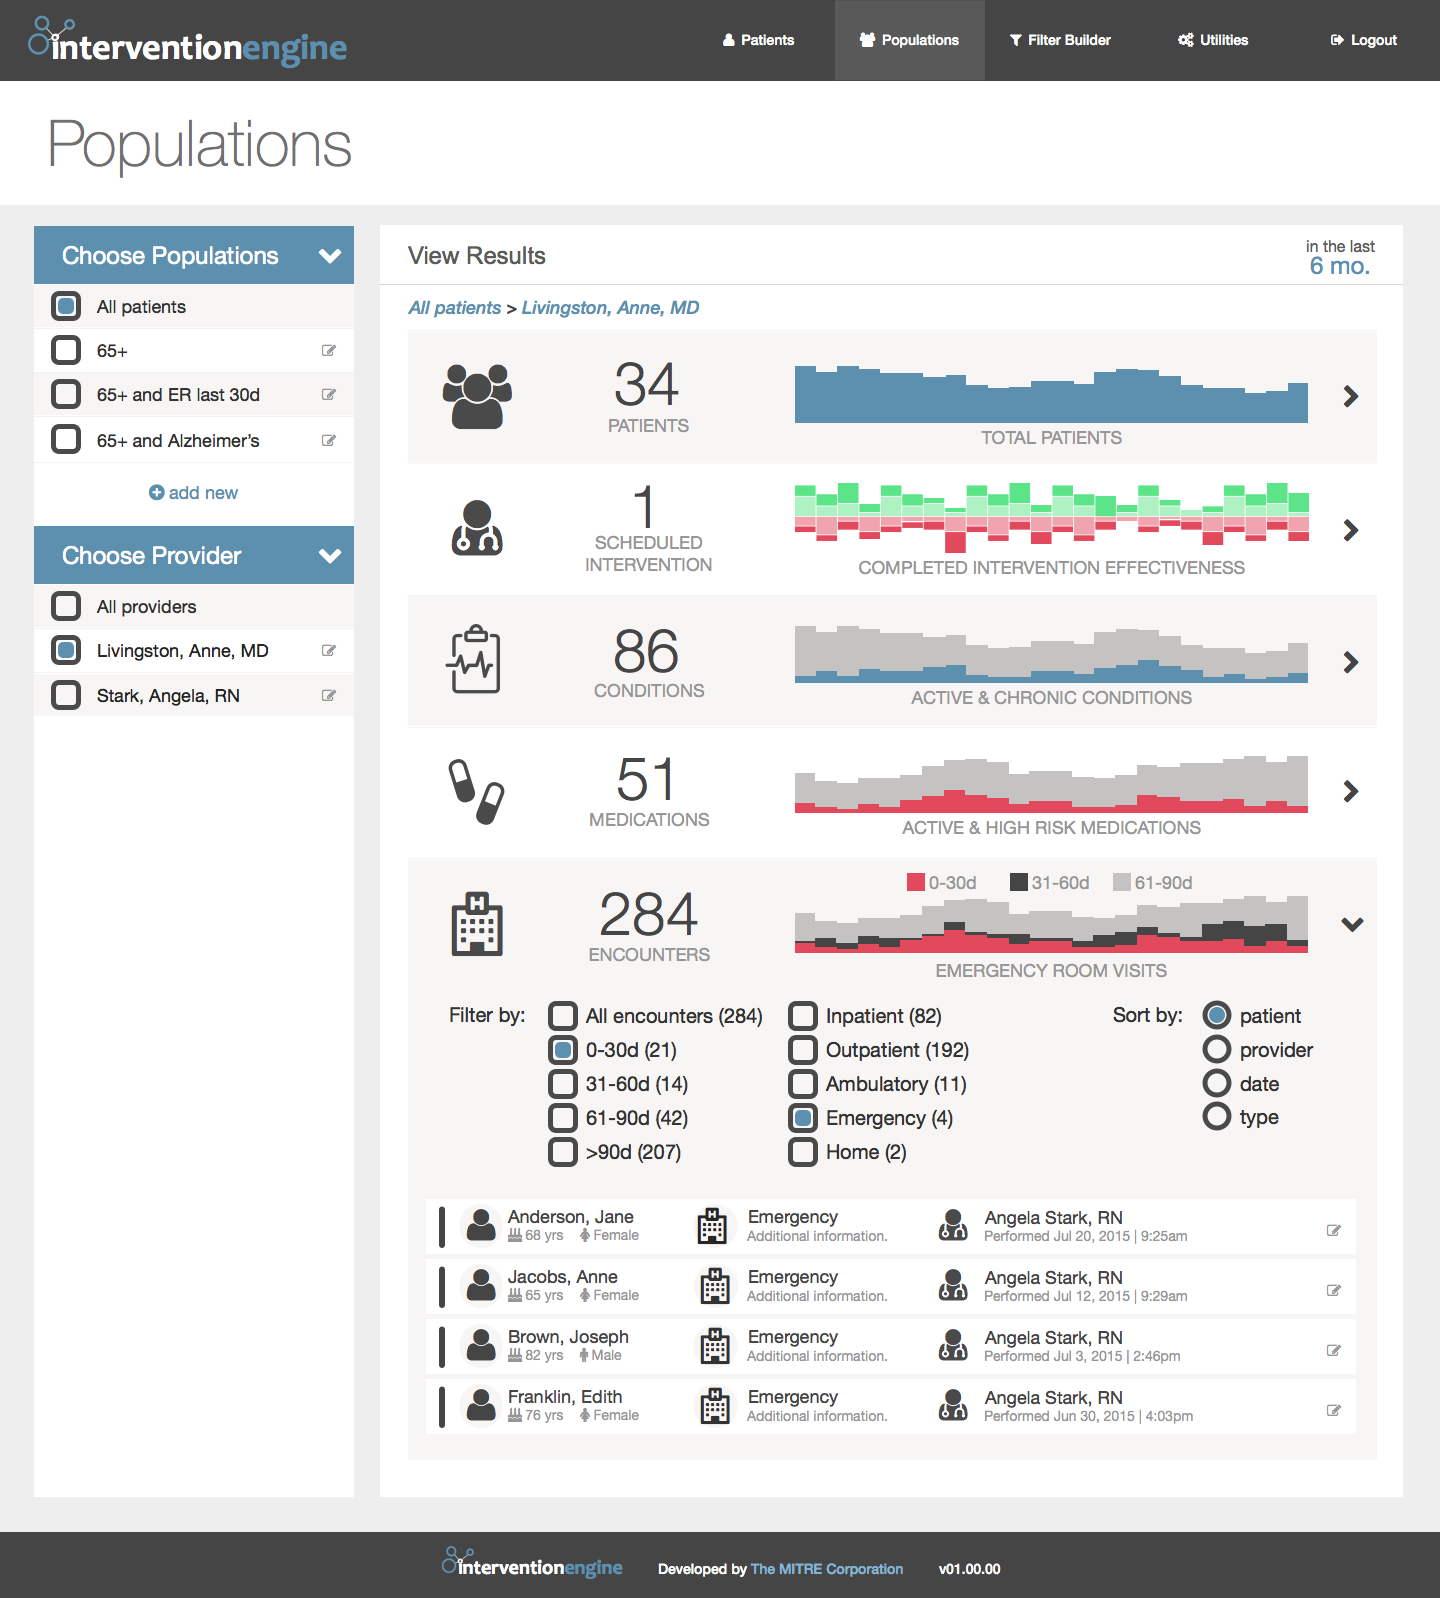 interventionengine
Patients
Populations
Filter Builder
Utilities
Logout
Populations
Choose Populations
All patients
65+
65+ and ER last 30d
65+ and Alzheimer's
add new
Choose Provider
All providers
Livingston, Anne, MD
Stark, Angela, RN
View Results
in the last
6 mo.
All patients > Livingston, Anne, MD
34
PATIENTS
TOTAL PATIENTS
1
SCHEDULED
INTERVENTION
COMPLETED INTERVENTION EFFECTIVENESS
86
CONDITIONS
ACTIVE & CHRONIC CONDITIONS
51
MEDICATIONS
ACTIVE & HIGH RISK MEDICATIONS
H
284
ENCOUNTERS
0-30d 31-60d 61-90d
EMERGENCY ROOM VISITS
Filter by:
All encounters (284)
0-30d (21)
31-60d (14)
61-90d (42)
>90d (207)
Inpatient (82)
Outpatient (192)
Ambulatory (11)
Emergency (4)
Home (2)
Sort by:
patient
provider
date
type
Anderson, Jane
68 yrs Female
H
Emergency
Additional information.
Angela Stark, RN
Performed Jul 20, 2015 | 9:25am
Jacobs, Anne
65 yrs Female
H
Emergency
Additional information.
Angela Stark, RN
Performed Jul 12, 2015 | 9:29am
Brown, Joseph
82 yrs Male
H
Emergency
Additional information.
Angela Stark, RN
Performed Jul 3, 2015 | 2:46pm
Franklin, Edith
76 yrs Female
H
Emergency
Additional information.
Angela Stark, RN
Performed Jun 30, 2015 | 4:03pm
interventionengine
Developed by The MITRE Corporation
v01.00.00